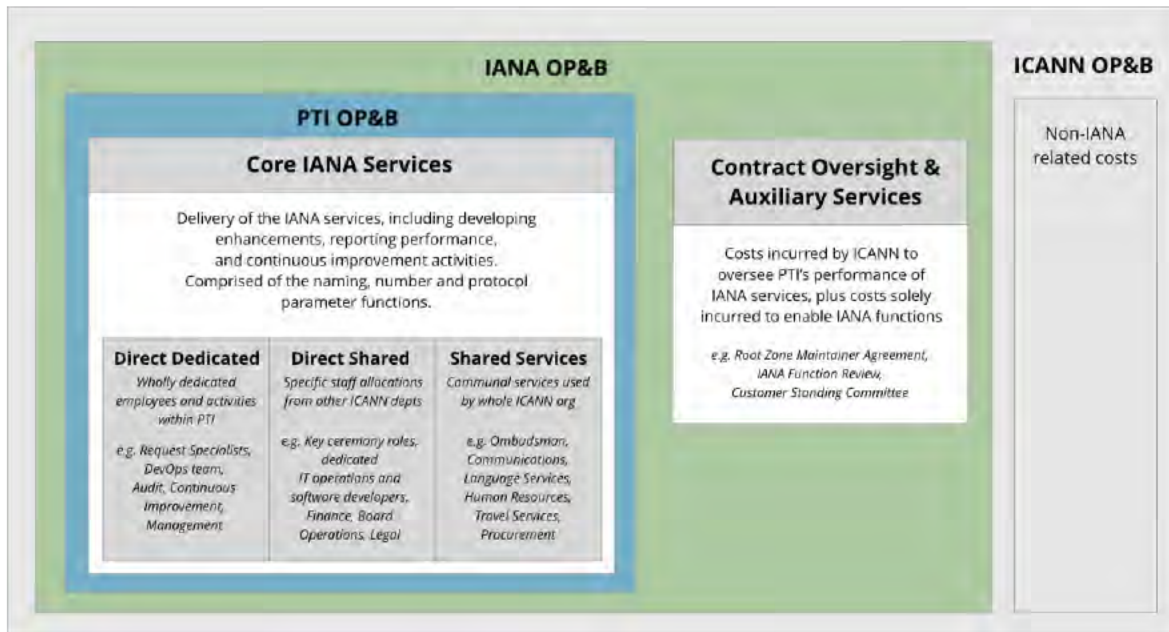 IANA OP&B
ICANN OP&B
PTI OP&B
Core IANA Services
Delivery of the IANA services, including developing
enhancements, reporting performance,
and continuous improvement activities.
Comprised of the naming, number and protocol
parameter functions.
Direct Dedicated
Wholly dedicated
employees and activities
within PTI
e.g. Request Specialists,
DevOps team,
Audit, Continuous
Improvement,
Management
Direct Shared
Specific staff allocations
from other ICANN depts
e.g. Key ceremony roles,
dedicated
IT operations and
software developers,
Finance, Board
Operations, Legal
Shared Services
Communal services used
by whole ICANN org
e.g. Ombudsman,
Communications,
Language Services,
Human Resources,
Travel Services,
Procurement
Contract Oversight &
Auxiliary Services
Costs incurred by ICANN to
oversee PTI's performance of
IANA services, plus costs solely
incurred to enable IANA functions
e.g. Root Zone Maintainer Agreement,
IANA Function Review,
Customer Standing Committee
Non-IANA
related costs